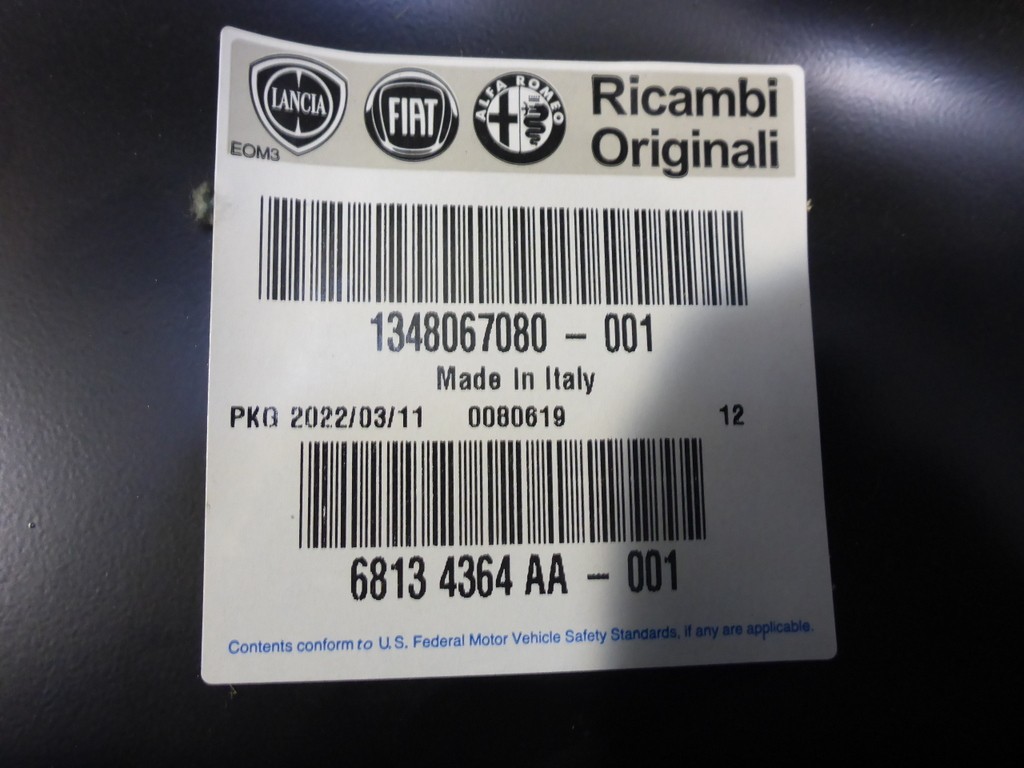 LANCIA
FIAT
ALFA ROMEO
Ricambi
Originali
EOM3
1348067080 - 001
Made In Italy
PKG 2022/03/11 0080619 12
6813 4364 AA - 001
Contents conform to U.S. Federal Motor Vehicle Safety Standards, if any are applicable.